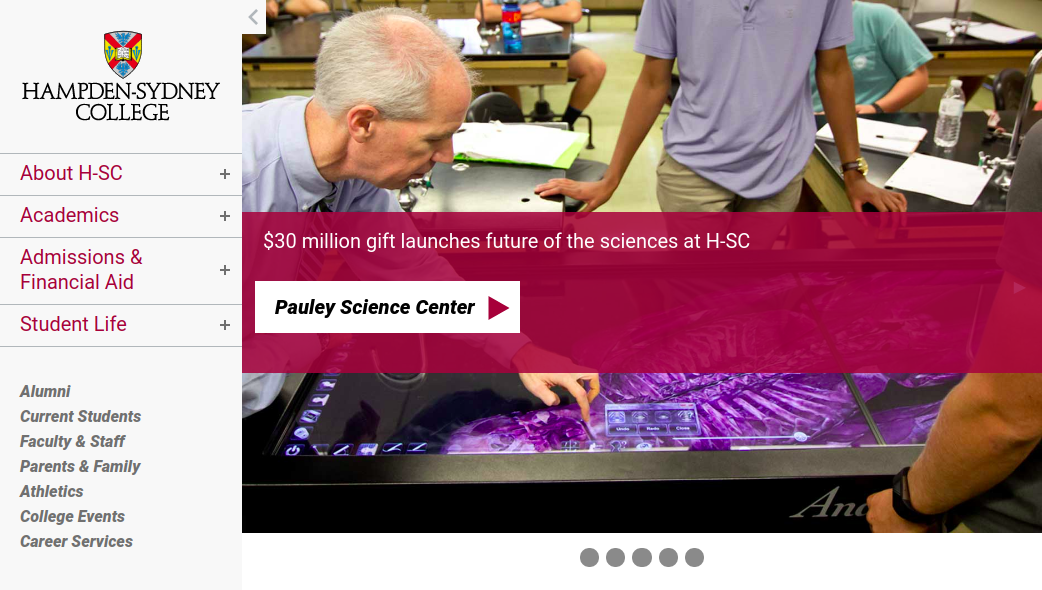 HAMPDEN-SYDNEY
COLLEGE
About H-SC
Academics
Admissions &
Financial Aid
Student Life
Alumni
Current Students
Faculty & Staff
Parents & Family
Athletics
College Events
Career Services
$30 million gift launches future of the sciences at H-SC
Pauley Science Center
Undo Redo Clear